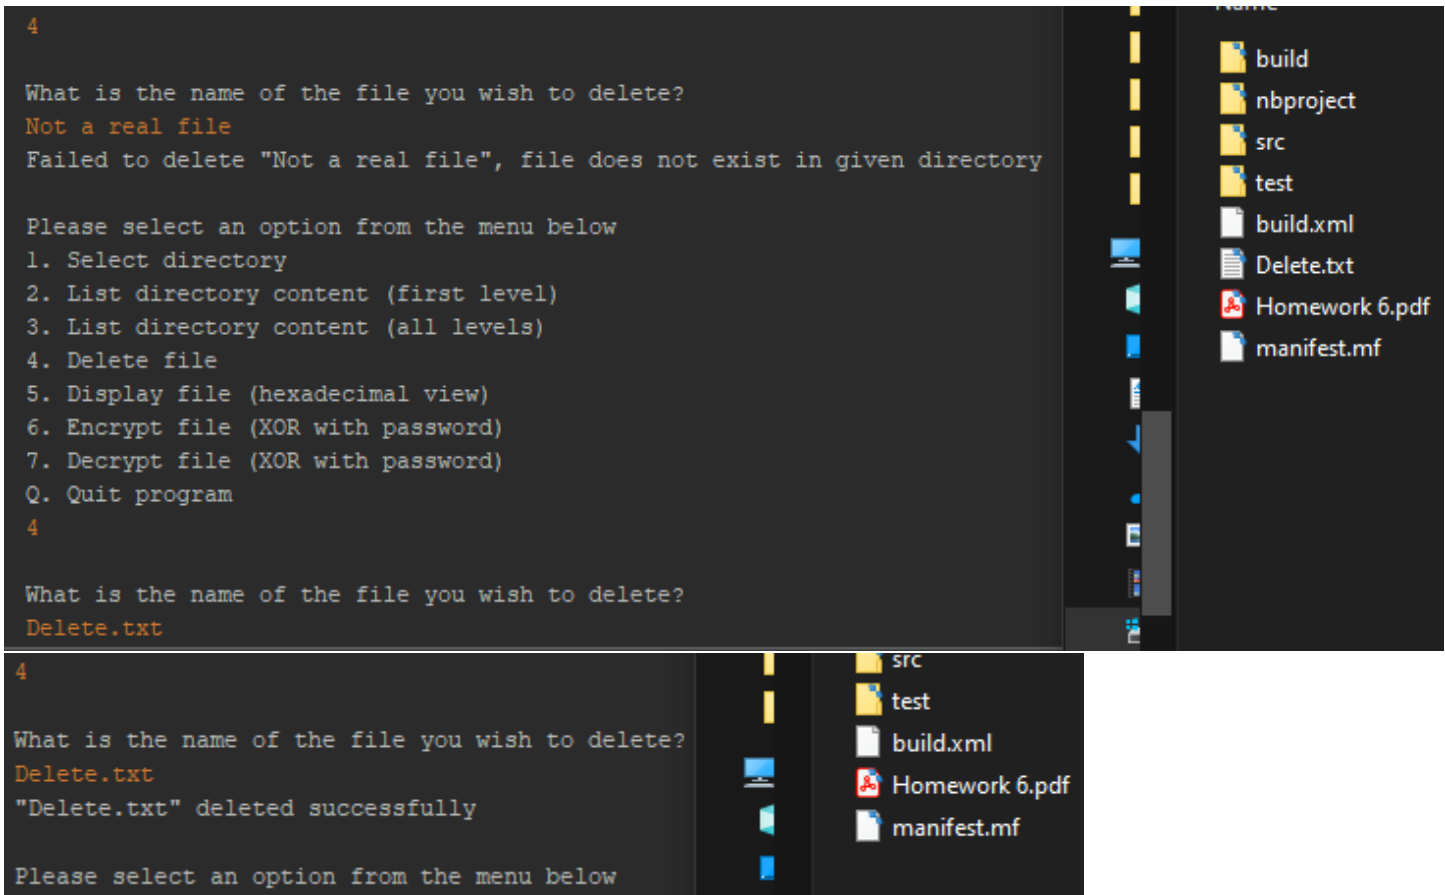 4
What is the name of the file you wish to delete?
Not a real file
Failed to delete "Not a real file", file does not exist in given directory
Please select an option from the menu below
1. Select directory
2. List directory content (first level)
3. List directory content (all levels)
4. Delete file
5. Display file (hexadecimal view)
6. Encrypt file (XOR with password)
7. Decrypt file (XOR with password)
Q. Quit program
4
What is the name of the file you wish to delete?
Delete.txt
build
nbproject
src
test
build.xml
Delete.txt
Homework 6.pdf
manifest.mf
4
What is the name of the file you wish to delete?
Delete.txt
"Delete.txt" deleted successfully
Please select an option from the menu below
src
test
build.xml
Homework 6.pdf
manifest.mf